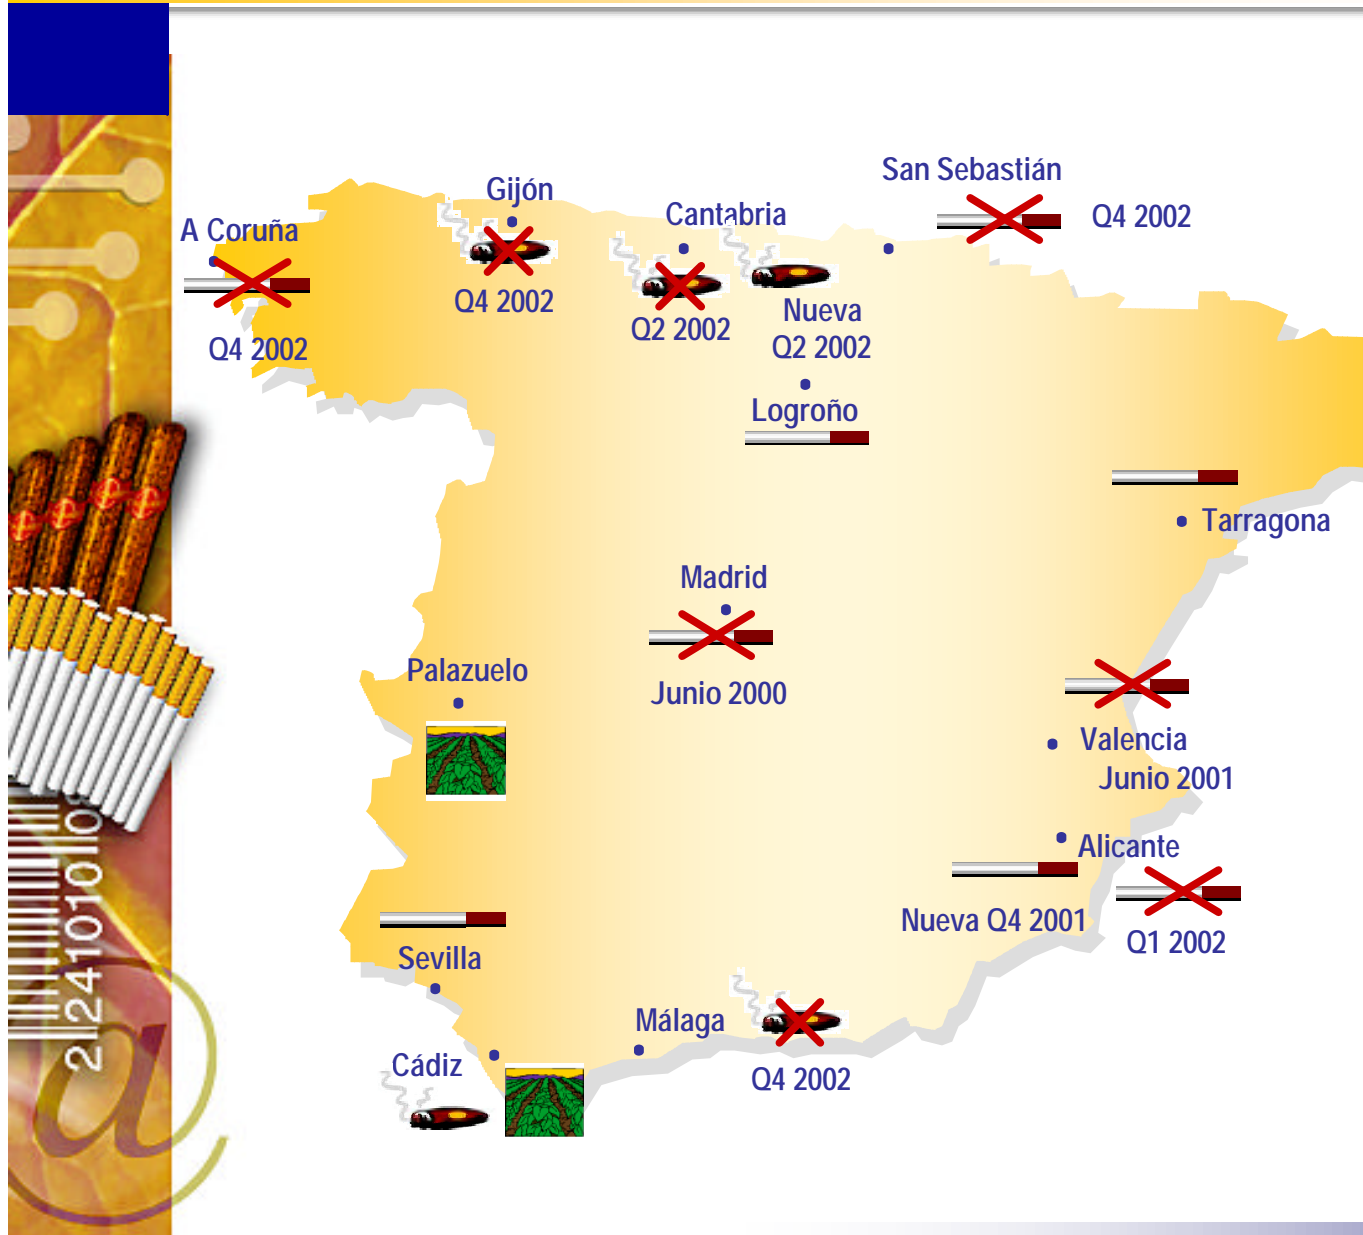 San Sebastián
Q4 2002
Gijón
Cantabria
A Coruña
Q4 2002
Q2 2002
Nueva
Q2 2002
Q4 2002
Logroño
Tarragona
Madrid
Junio 2000
Palazuelo
Valencia
Junio 2001
Alicante
Nueva Q4 2001
Q1 2002
Sevilla
Málaga
Q4 2002
Cádiz
@